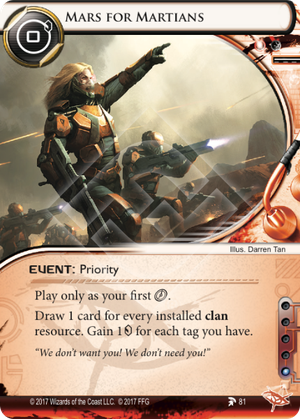 0
MARS FOR MARTIANS
Illus. Darren Tan
EVENT: Priority
Play only as your first .
Draw 1 card for every installed clan
resource. Gain 1 for each tag you have.
“We don’t want you! We don’t need you!”
© 2017 Wizards of the Coast LLC. © 2017 FFG
81